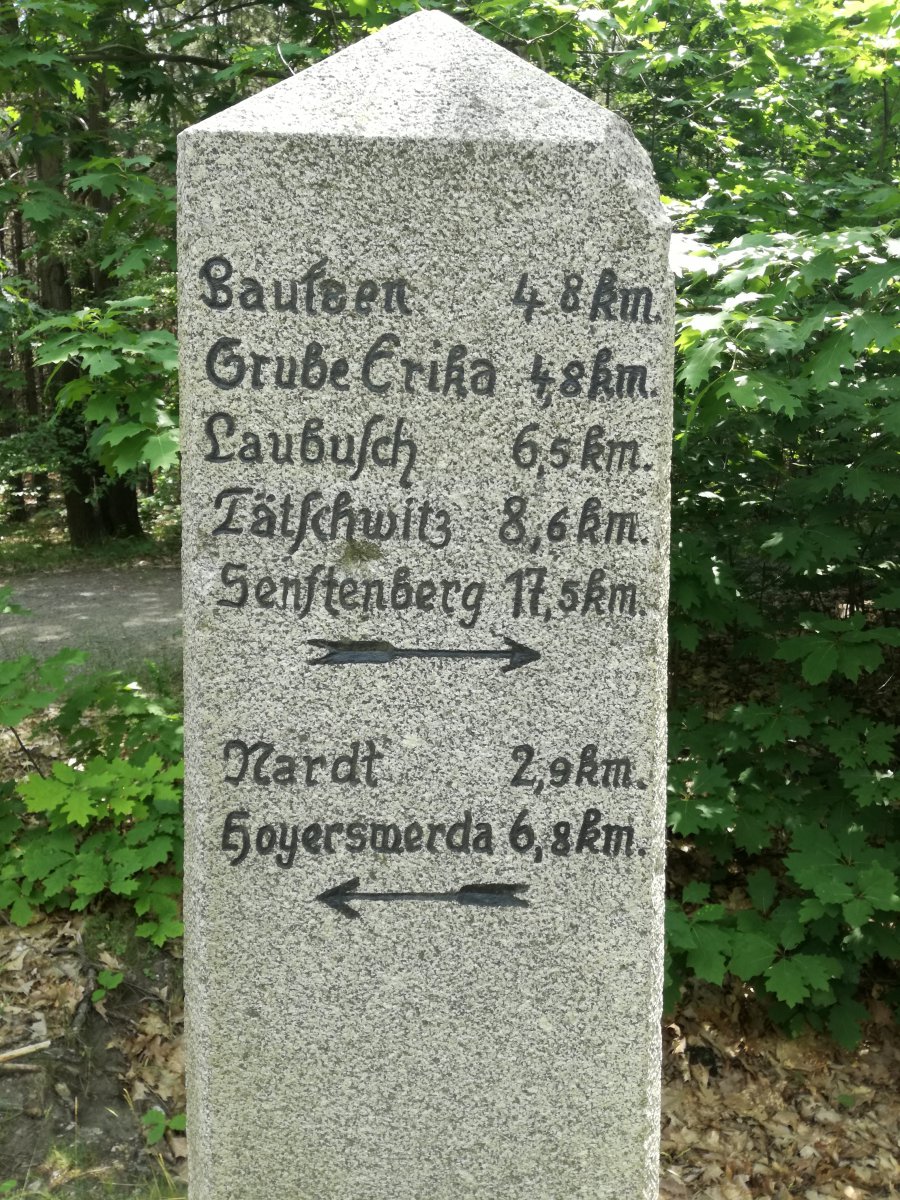 Bauſeen 4 8 km.
Grube Erika 4,8 km.
Laubuſch 6,5 km.
Tätſchwitz 8,6 km.
Senftenberg 17,5 km.
Nardt 2,9 km.
Hoyerswerda 6,8 km.